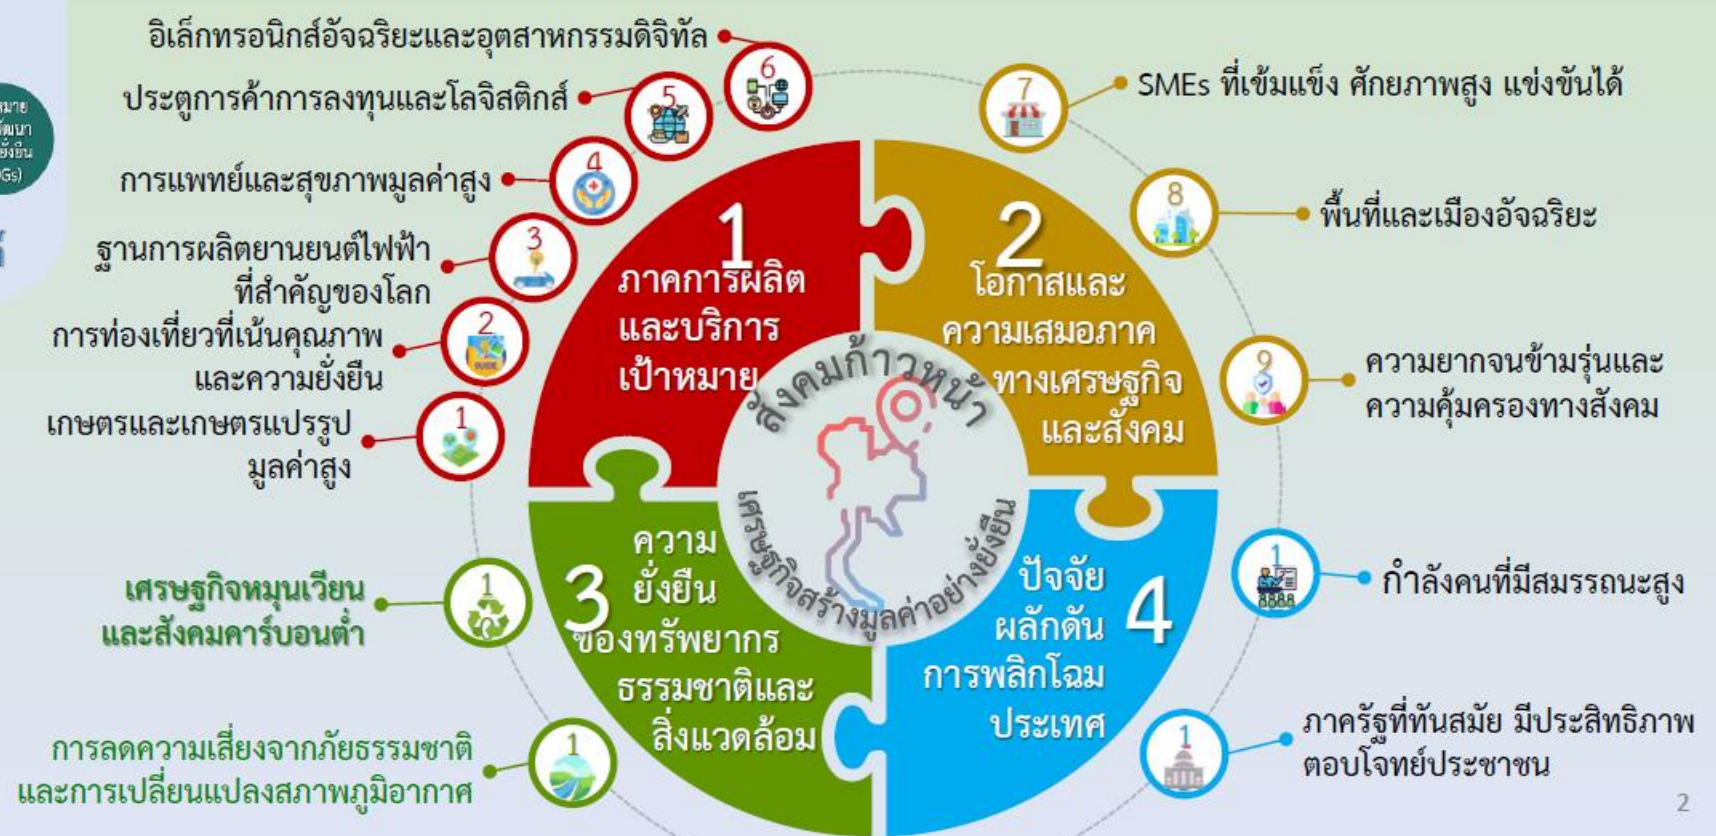 อิเล็กทรอนิกส์อัจฉริยะและอุตสาหกรรมดิจิทัล
6
ประตูการค้าการลงทุนและโลจิสติกส์
5
การแพทย์และสุขภาพมูลค่าสูง
4
ฐานการผลิตยานยนต์ไฟฟ้า
ที่สำคัญของโลก
3
การท่องเที่ยวที่เน้นคุณภาพ
และความยั่งยืน
2
GUIDE
เกษตรและเกษตรแปรรูป
มูลค่าสูง
1
1
ภาคการผลิต
และบริการ
เป้าหมาย
2
โอกาสและ
ความเสมอภาค
ทางเศรษฐกิจ
และสังคม
7
SMEs ที่เข้มแข็ง ศักยภาพสูง แข่งขันได้
8
พื้นที่และเมืองอัจฉริยะ
9
ความยากจนข้ามรุ่นและ
ความคุ้มครองทางสังคม
สังคมก้าวหน้า
เศรษฐกิจสร้างมูลค่าอย่างยั่งยืน
เศรษฐกิจหมุนเวียน
และสังคมคาร์บอนต่ำ
1
การลดความเสี่ยงจากภัยธรรมชาติ
และการเปลี่ยนแปลงสภาพภูมิอากาศ
1
3
ความ
ยั่งยืน
ของทรัพยากร
ธรรมชาติและ
สิ่งแวดล้อม
4
ปัจจัย
ผลักดัน
การพลิกโฉม
ประเทศ
1
กำลังคนที่มีสมรรถนะสูง
1
ภาครัฐที่ทันสมัย มีประสิทธิภาพ
ตอบโจทย์ประชาชน
2